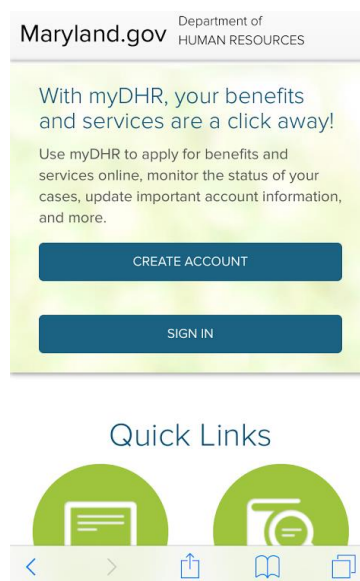 Maryland.gov Department of
HUMAN RESOURCES
With myDHR, your benefits
and services are a click away!
Use myDHR to apply for benefits and
services online, monitor the status of your
cases, update important account information,
and more.
CREATE ACCOUNT
SIGN IN
Quick Links